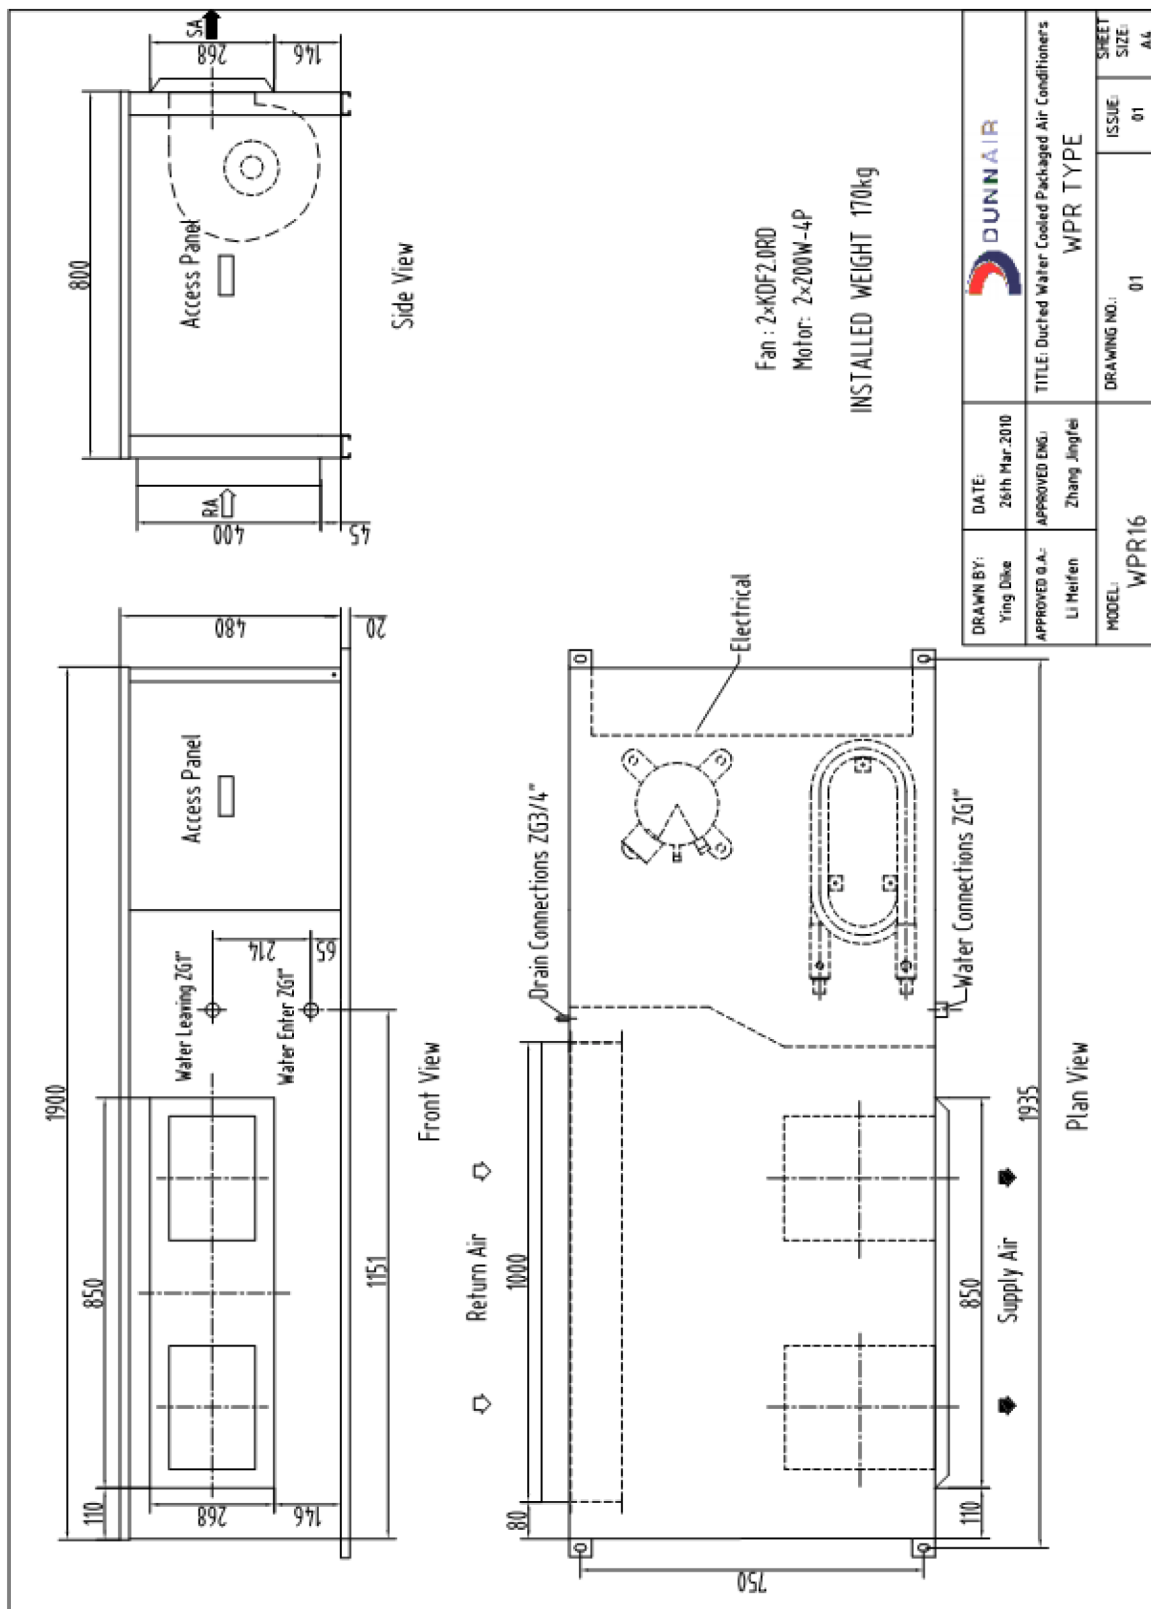 1900
110
850
268
146
1151
Water Leaving ZG1"
Water Enter ZG1"
214
65
Access Panel
480
20
Front View
800
400
45
RA
Access Panel
SA
268
146
Side View
Return Air
80
1000
Drain Connections ZG3/4"
Electrical
750
110
850
Supply Air
Water Connections ZG1"
1935
Plan View
Fan : 2xKDF2.0RD
Motor: 2x200W-4P
INSTALLED WEIGHT 170kg
DRAWN BY:
Ying Dike
DATE:
26th Mar.2010
DUNNAIR
APPROVED Q.A.:
Li Meifen
APPROVED ENG.:
Zhang Jingfei
TITLE: Ducted Water Cooled Packaged Air Conditioners
WPR TYPE
MODEL:
WPR16
DRAWING NO.:
01
ISSUE:
01
SHEET
SIZE:
A4